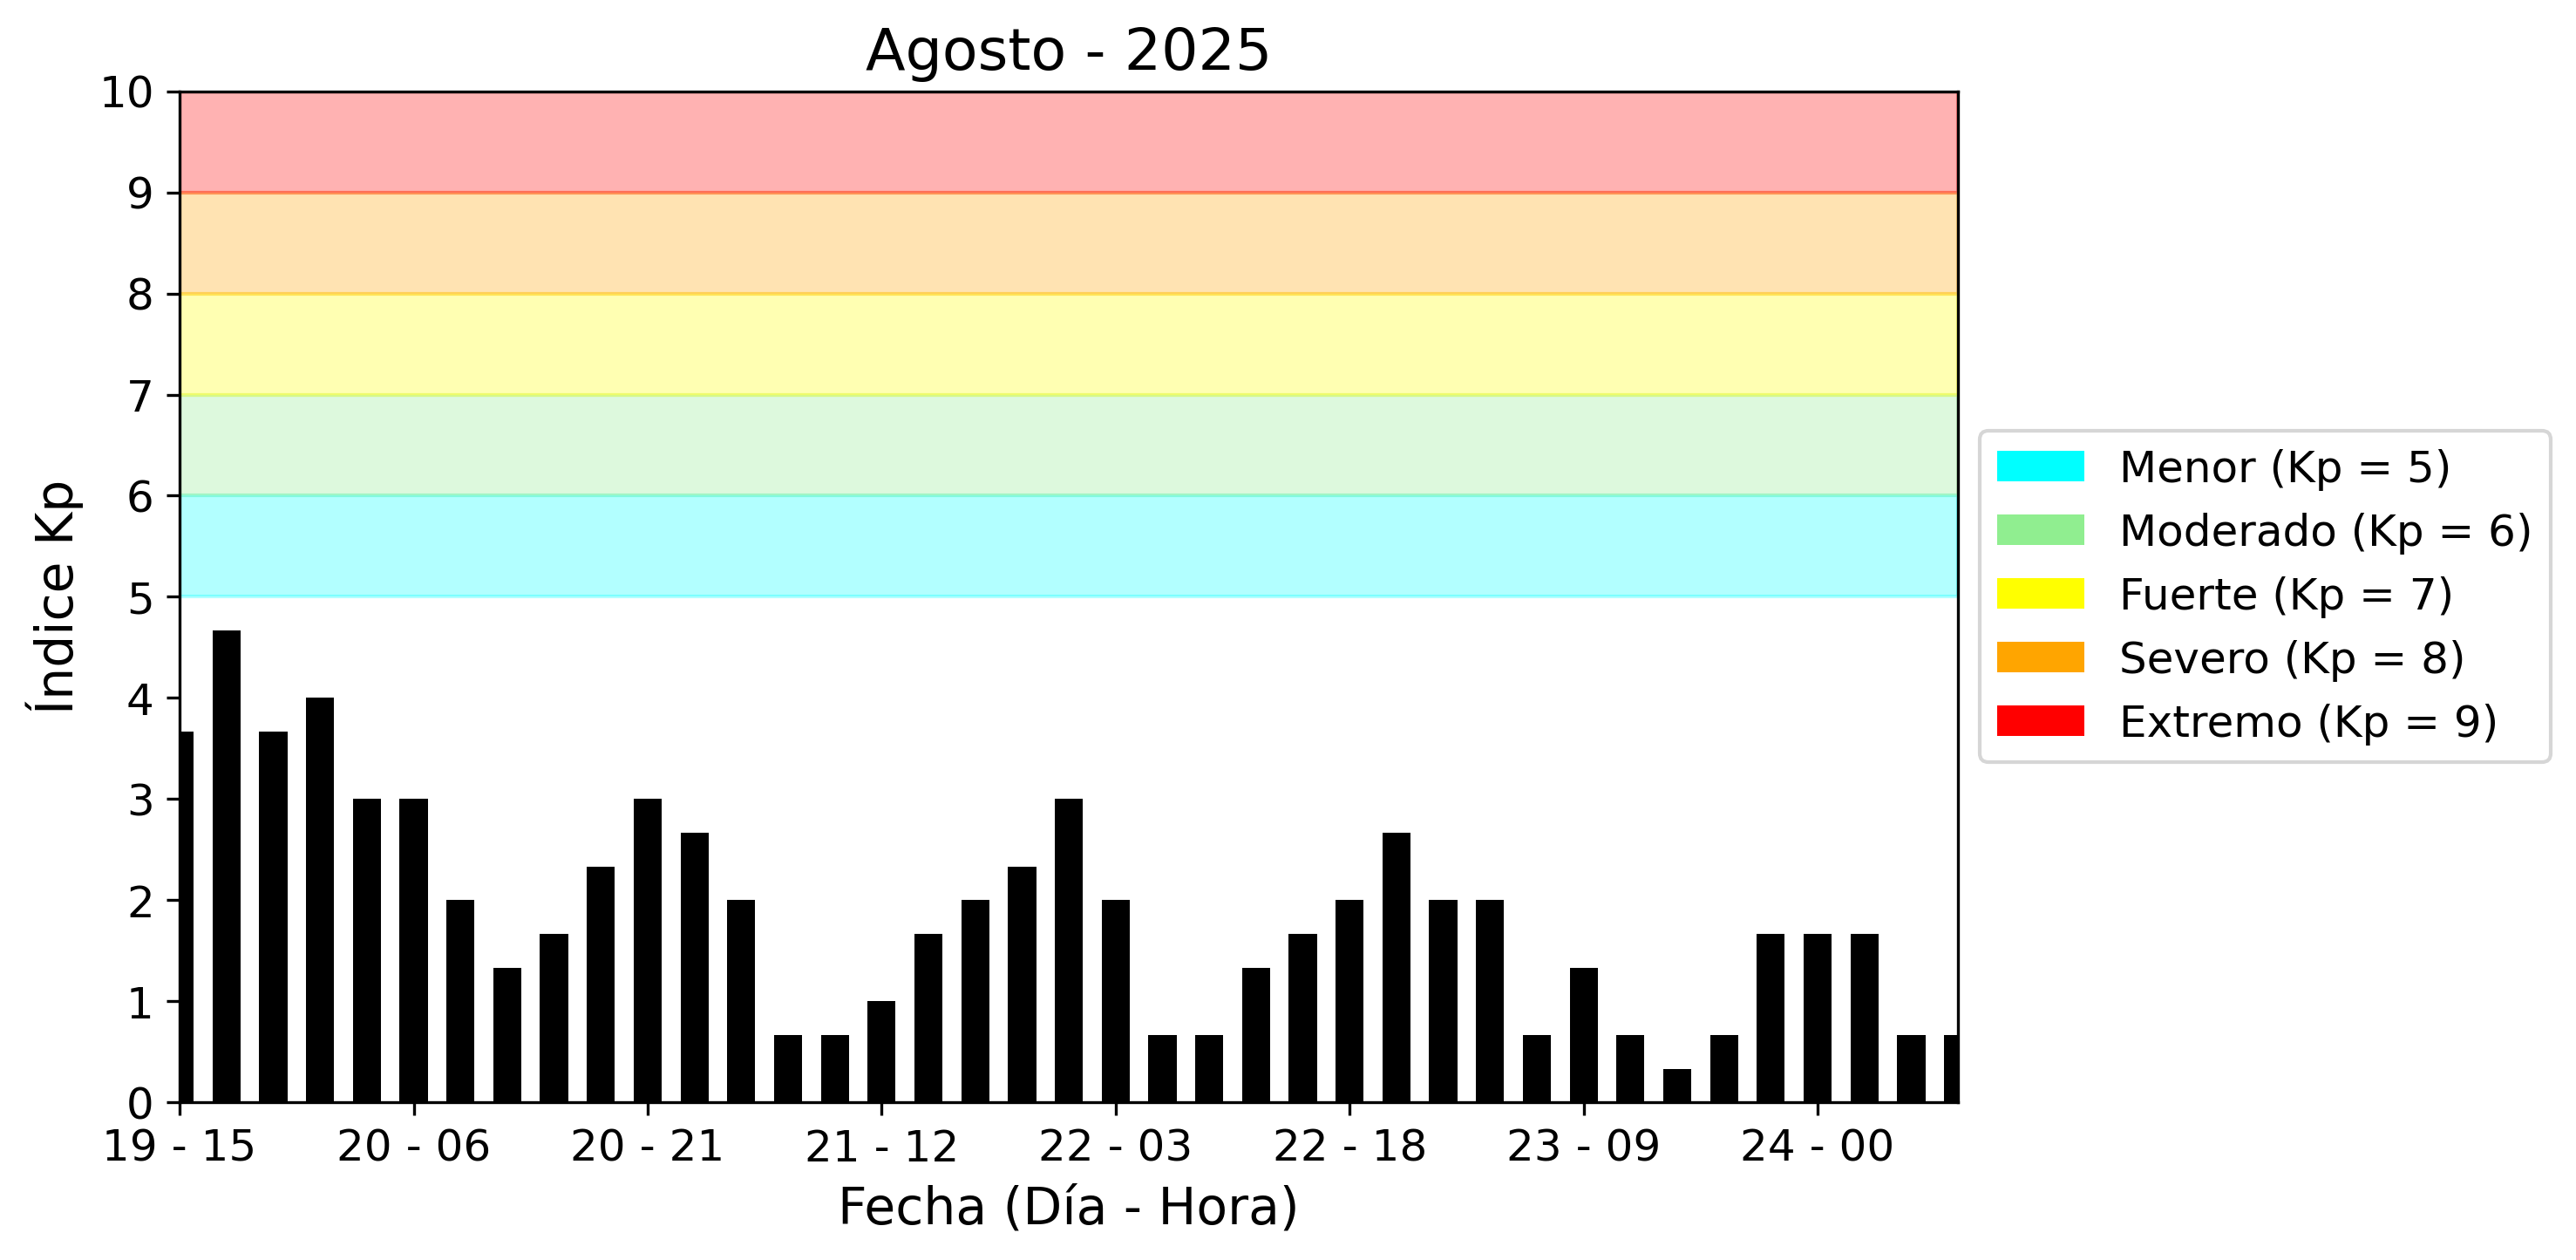 Agosto - 2025
10
9
8
7
6
5
4
3
2
1
0
Índice Kp
19 - 15 20 - 06 20 - 21 21 - 12 22 - 03 22 - 18 23 - 09 24 - 00
Fecha (Día - Hora)
Menor (Kp = 5)
Moderado (Kp = 6)
Fuerte (Kp = 7)
Severo (Kp = 8)
Extremo (Kp = 9)